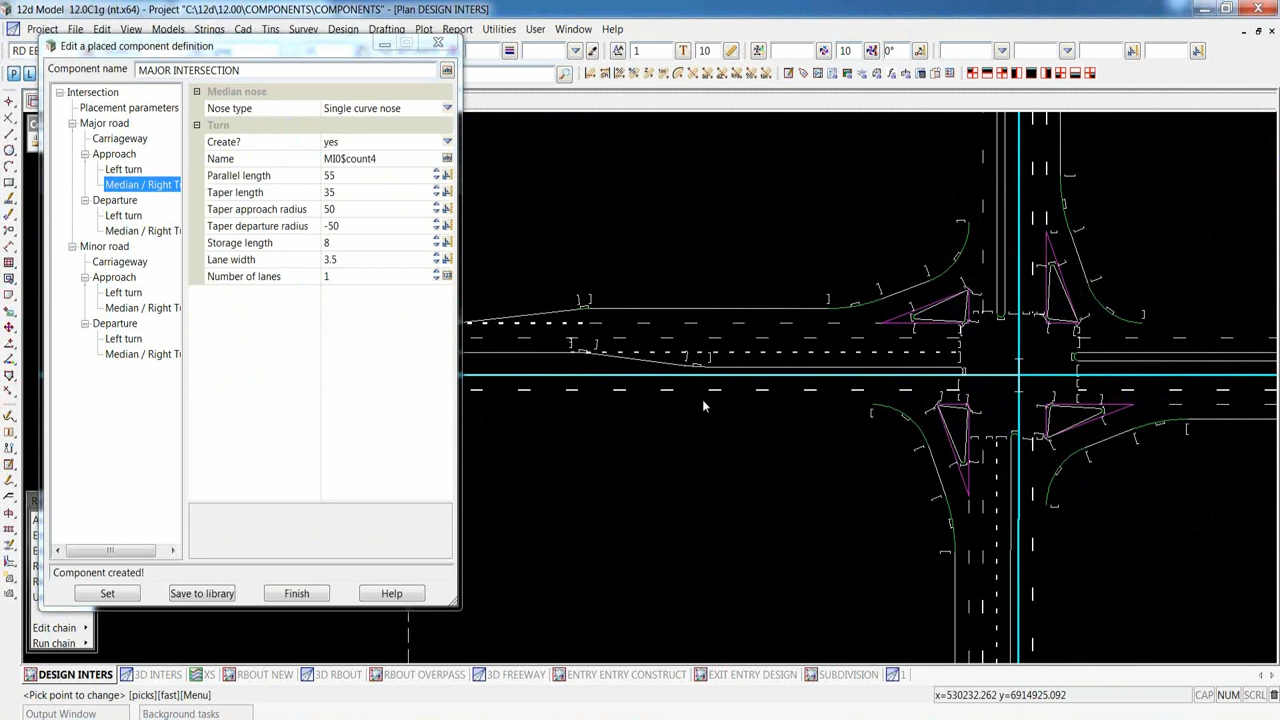 12d Model 12.0C1g (nt.x64) - Project "C:\12d\12.00\COMPONENTS\COMPONENTS" - [Plan DESIGN INTERS]
Project Edit View Models Strings Cad Tins Survey Design Drafting Plot Report Utilities User Window Help
1 T 10 10 0°
P L
Edit a placed component definition
Component name MAJOR INTERSECTION
Intersection
Placement parameters
Major road
Carriageway
Approach
Left turn
Median / Right T
Departure
Left turn
Median / Right T
Minor road
Carriageway
Approach
Left turn
Median / Right T
Departure
Left turn
Median / Right T
Median nose
Nose type Single curve nose
Turn
Create? yes
Name MI0$count4
Parallel length 55
Taper length 35
Taper approach radius 50
Taper departure radius -50
Storage length 8
Lane width 3.5
Number of lanes 1
Component created!
Set Save to library Finish Help
Edit chain
Run chain
DESIGN INTERS 3D INTERS XS RBOUT NEW 3D RBOUT RBOUT OVERPASS 3D FREEWAY ENTRY ENTRY CONSTRUCT EXIT ENTRY DESIGN SUBDIVISION 1
<Pick point to change> [picks][fast][Menu] x=530232.262 y=6914925.092 CAP NUM SCRL
Output Window Background tasks